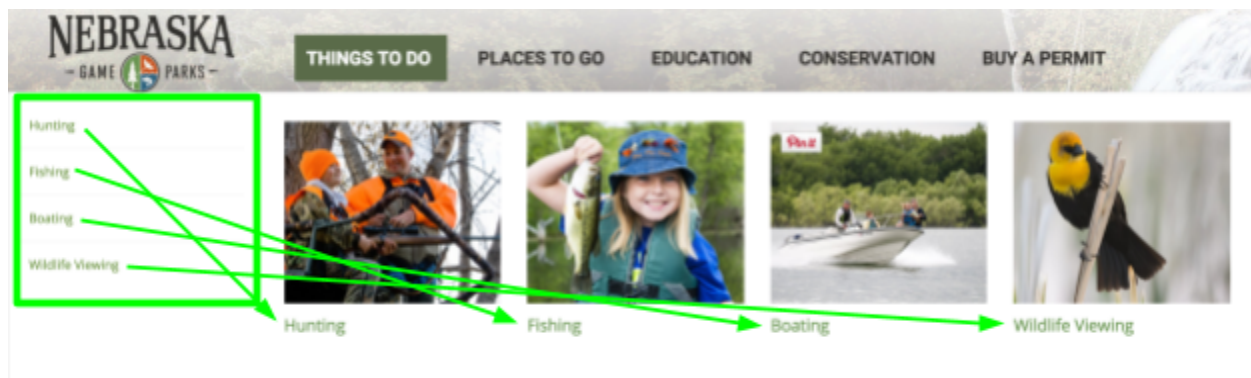 NEBRASKA
- GAME PARKS -
THINGS TO DO
PLACES TO GO
EDUCATION
CONSERVATION
BUY A PERMIT
Hunting
Fishing
Boating
Wildlife Viewing
Pin it
Hunting
Fishing
Boating
Wildlife Viewing